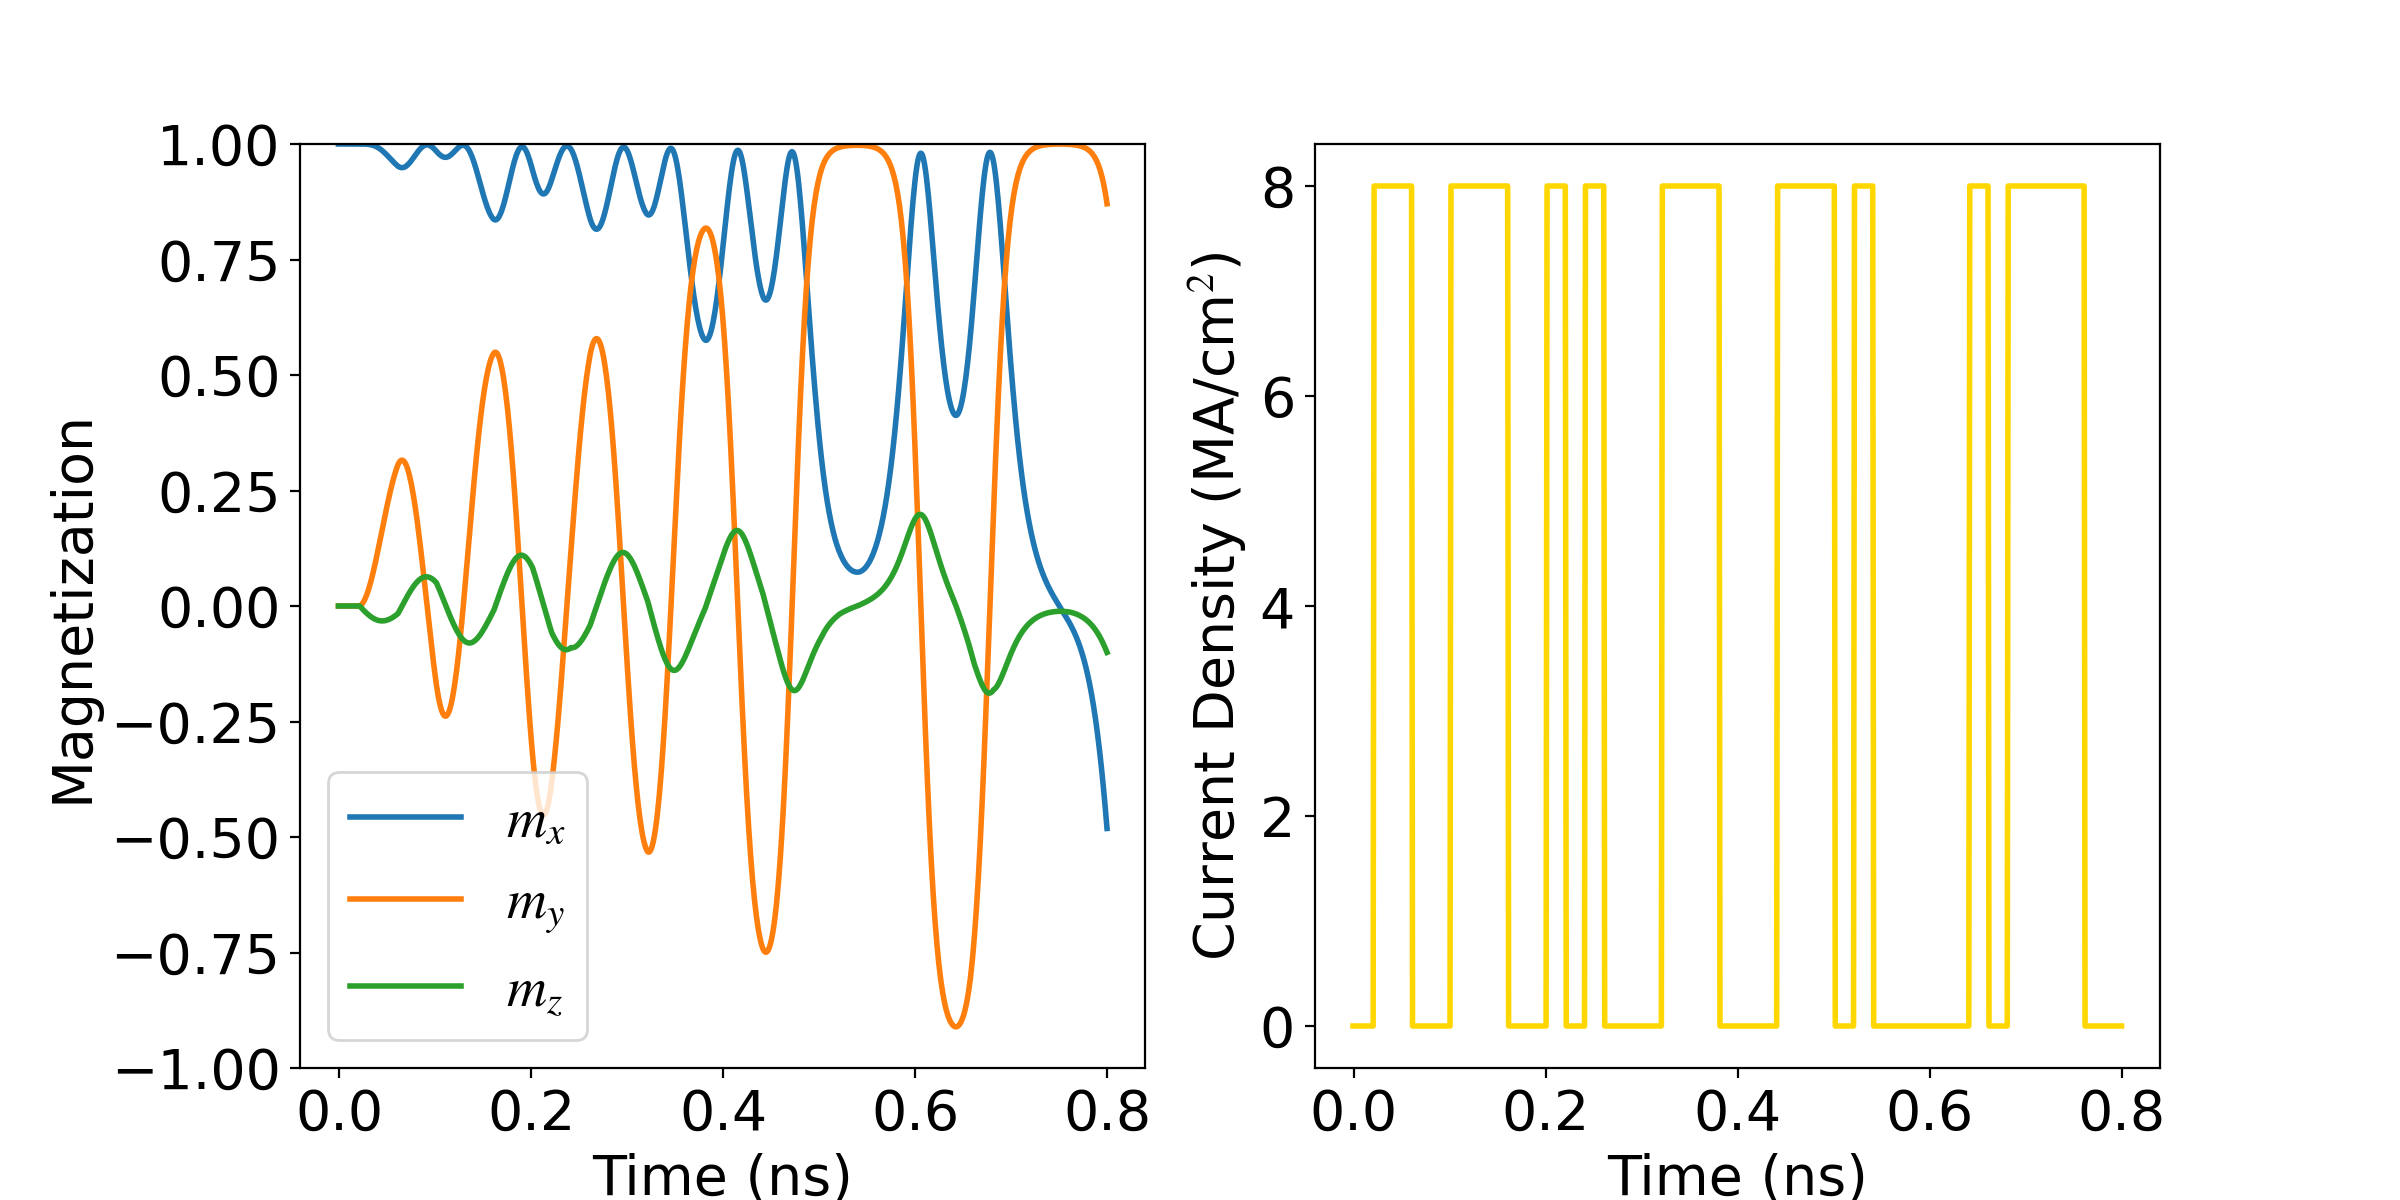 1.00
0.75
0.50
0.25
0.00
−0.25
−0.50
−0.75
−1.00
Magnetization
m_x
m_y
m_z
0.0 0.2 0.4 0.6 0.8
Time (ns)
8
6
4
2
0
Current Density (MA/cm²)
0.0 0.2 0.4 0.6 0.8
Time (ns)